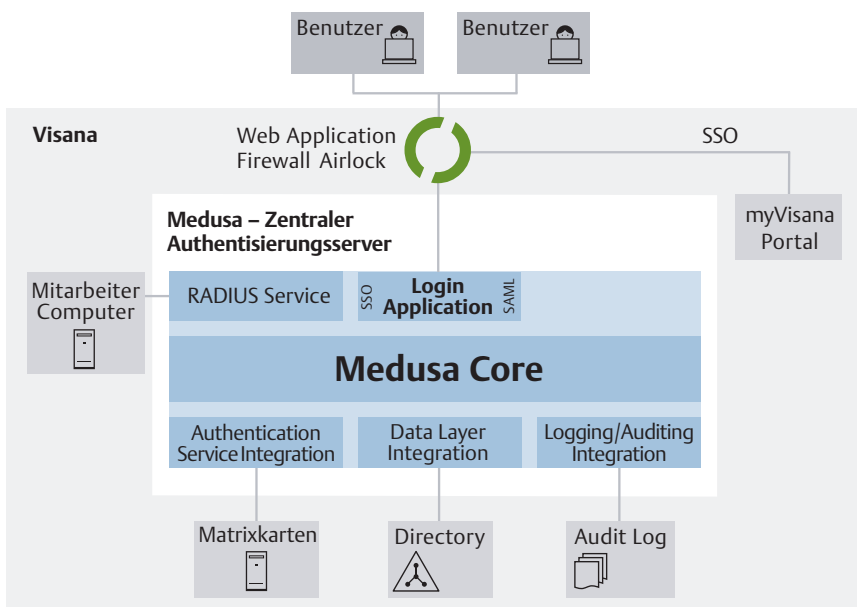 Benutzer
Benutzer
Visana
Web Application
Firewall Airlock
SSO
myVisana
Portal
Medusa – Zentraler
Authentisierungsserver
Mitarbeiter
Computer
RADIUS Service
SSO
Login
Application
SAML
Medusa Core
Authentication
Service Integration
Data Layer
Integration
Logging/Auditing
Integration
Matrixkarten
Directory
Audit Log